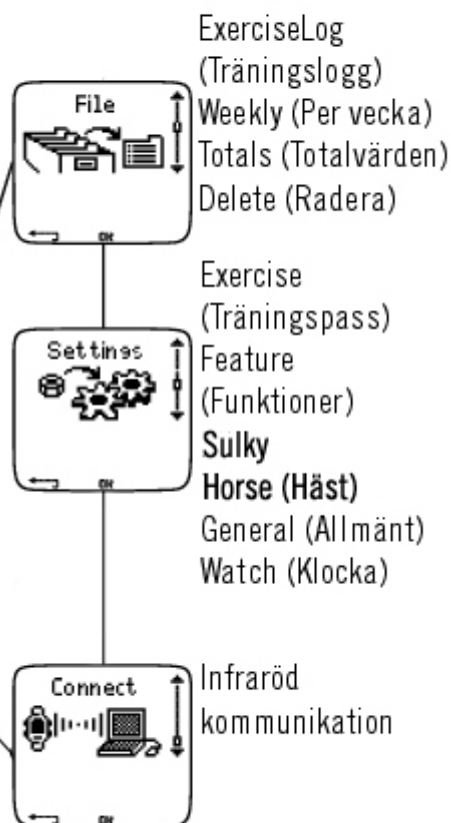 File
OK
ExerciseLog
(Träningslogg)
Weekly (Per vecka)
Totals (Totalvärden)
Delete (Radera)
Settings
OK
Exercise
(Träningspass)
Feature
(Funktioner)
Sulky
Horse (Häst)
General (Allmänt)
Watch (Klocka)
Connect
OK
Infraröd
kommunikation